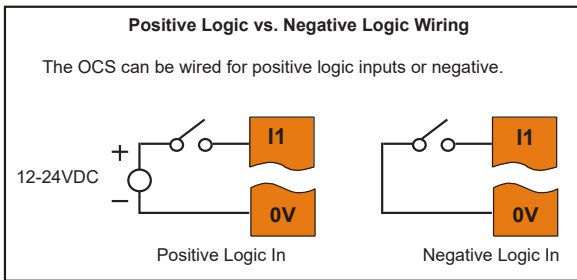 Positive Logic vs. Negative Logic Wiring
The OCS can be wired for positive logic inputs or negative.
I1
I1
+
12-24VDC
–
0V
0V
Positive Logic In
Negative Logic In